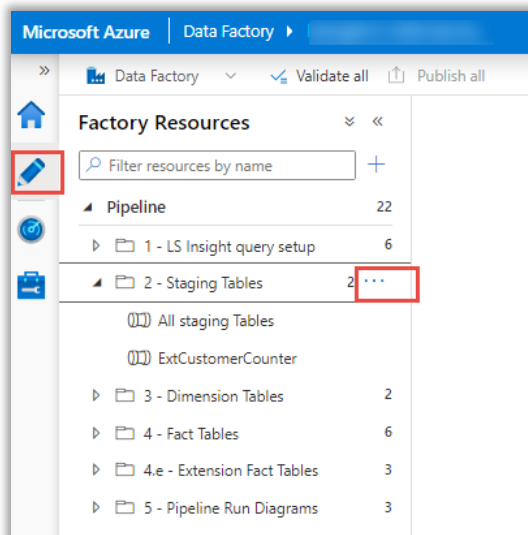 Microsoft Azure Data Factory
Data Factory Validate all Publish all
Factory Resources
Filter resources by name
Pipeline 22
1 - LS Insight query setup 6
2 - Staging Tables 2 ...
All staging Tables
ExtCustomerCounter
3 - Dimension Tables 2
4 - Fact Tables 6
4.e - Extension Fact Tables 3
5 - Pipeline Run Diagrams 3